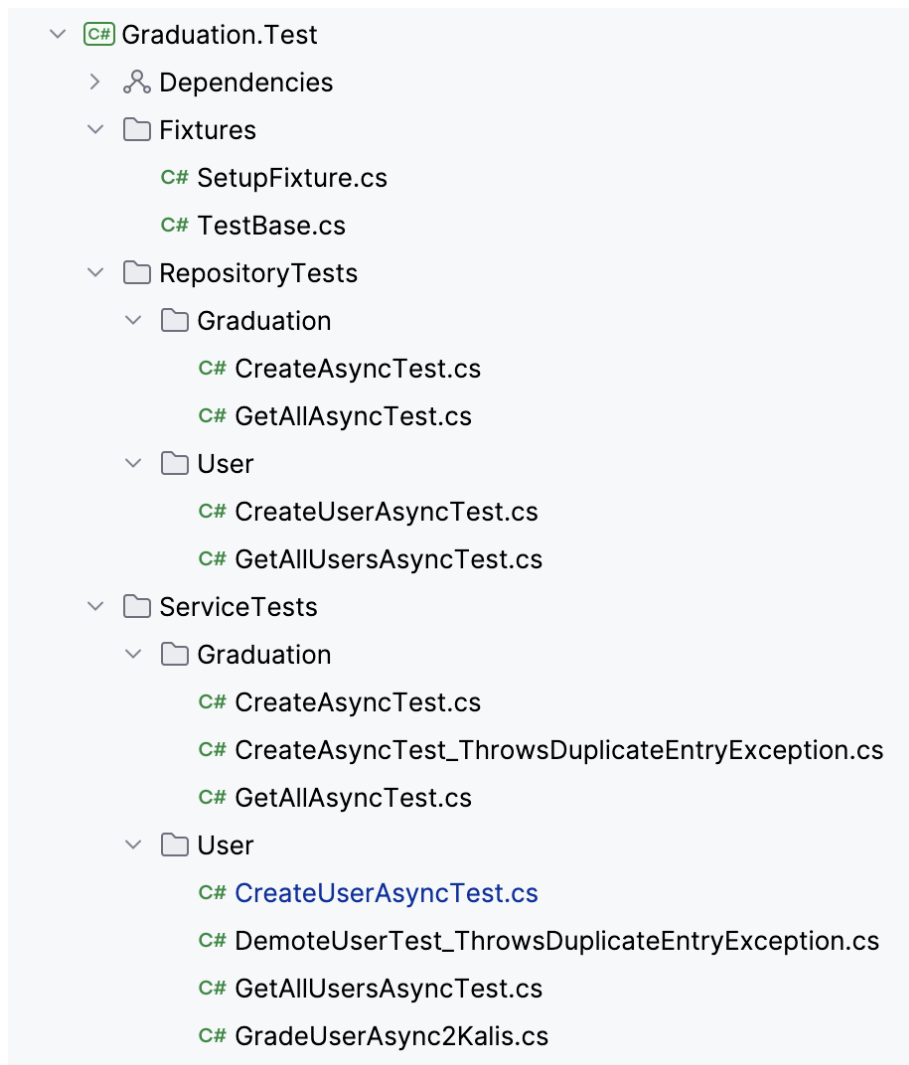 C# Graduation.Test
Dependencies
Fixtures
C# SetupFixture.cs
C# TestBase.cs
RepositoryTests
Graduation
C# CreateAsyncTest.cs
C# GetAllAsyncTest.cs
User
C# CreateUserAsyncTest.cs
C# GetAllUsersAsyncTest.cs
ServiceTests
Graduation
C# CreateAsyncTest.cs
C# CreateAsyncTest_ThrowsDuplicateEntryException.cs
C# GetAllAsyncTest.cs
User
C# CreateUserAsyncTest.cs
C# DemoteUserTest_ThrowsDuplicateEntryException.cs
C# GetAllUsersAsyncTest.cs
C# GradeUserAsync2Kalis.cs